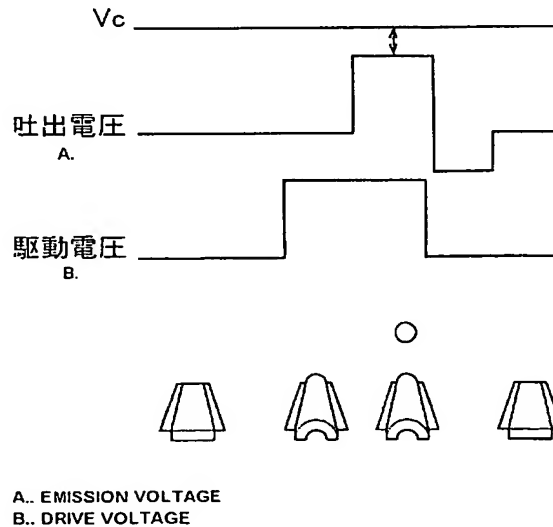 Vc
吐出電圧
A.
駆動電圧
B.
A.. EMISSION VOLTAGE
B.. DRIVE VOLTAGE